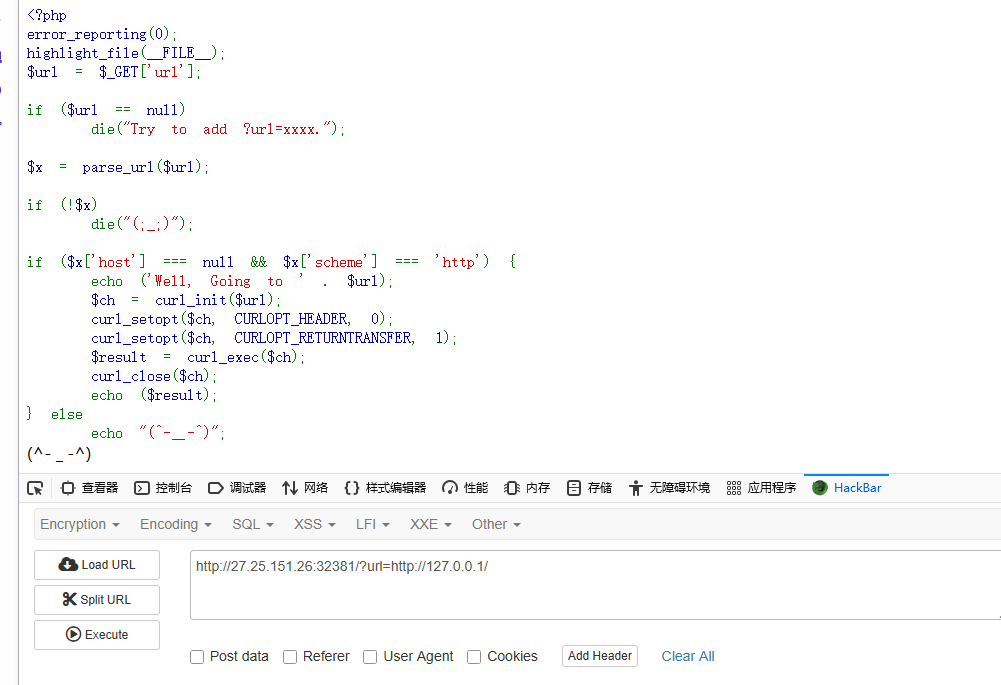 <?php
error_reporting(0);
highlight_file(__FILE__);
$url = $_GET['url'];
if ($url == null)
die("Try to add ?url=xxxx.");
$x = parse_url($url);
if (!$x)
die("(;_;)");
if ($x['host'] === null && $x['scheme'] === 'http') {
echo ('Well, Going to ' . $url);
$ch = curl_init($url);
curl_setopt($ch, CURLOPT_HEADER, 0);
curl_setopt($ch, CURLOPT_RETURNTRANSFER, 1);
$result = curl_exec($ch);
curl_close($ch);
echo ($result);
} else
echo "(^-__-^)";
(^-_-^)
查看器 控制台 调试器 网络 样式编辑器 性能 内存 存储 无障碍环境 应用程序 HackBar
Encryption Encoding SQL XSS LFI XXE Other
Load URL http://27.25.151.26:32381/?url=http://127.0.0.1/
Split URL
Execute
Post data Referer User Agent Cookies Add Header Clear All